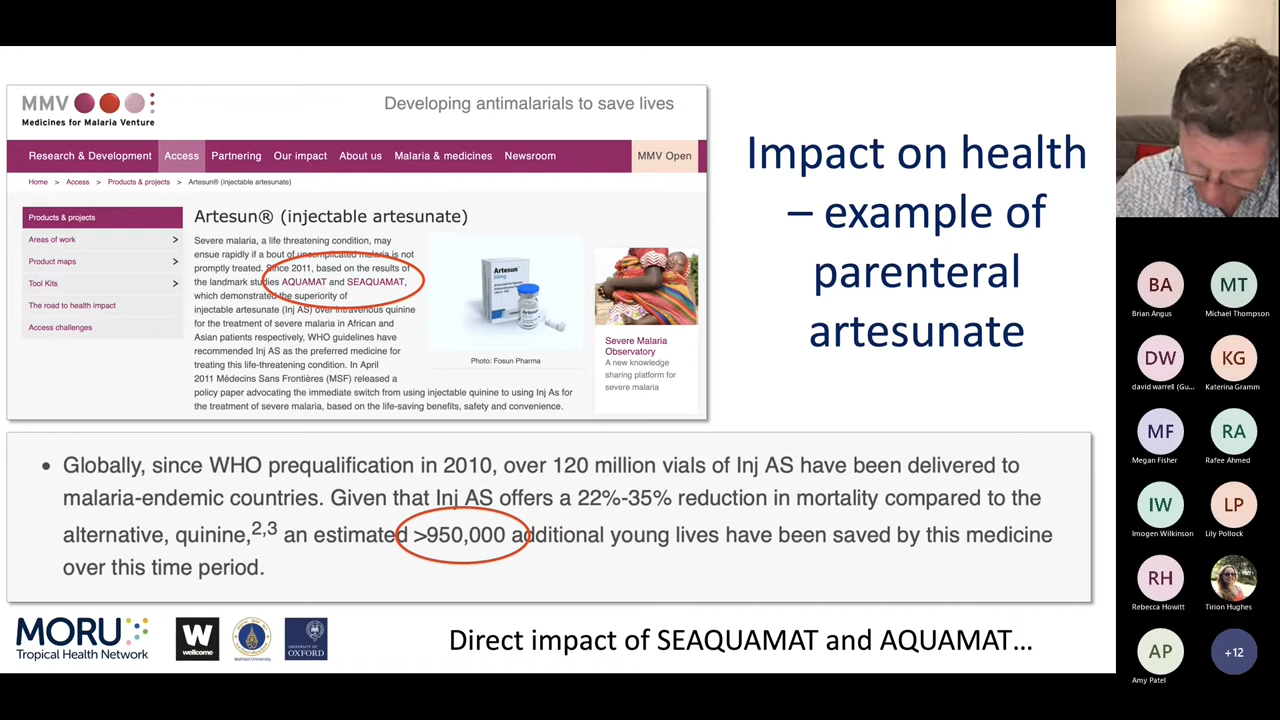 MMV
Medicines for Malaria Venture
Developing antimalarials to save lives
Research & Development
Access
Partnering
Our impact
About us
Malaria & medicines
Newsroom
MMV Open
Home > Access > Products & projects > Artesun® (injectable artesunate)
Products & projects
Areas of work
Product maps
Tool Kits
The road to health impact
Access challenges
Artesun® (injectable artesunate)
Severe malaria, a life threatening condition, may
ensue rapidly if a bout of uncomplicated malaria is not
promptly treated. Since 2011, based on the results of
the landmark studies AQUAMAT and SEAQUAMAT,
which demonstrated the superiority of
injectable artesunate (Inj AS) over intravenous quinine
for the treatment of severe malaria in African and
Asian patients respectively, WHO guidelines have
recommended Inj AS as the preferred medicine for
treating this life-threatening condition. In April
2011 Médecins Sans Frontières (MSF) released a
policy paper advocating the immediate switch from using injectable quinine to using Inj AS for
the treatment of severe malaria, based on the life-saving benefits, safety and convenience.
Artesun®
60mg
Photo: Fosun Pharma
Severe Malaria
Observatory
A new knowledge
sharing platform for
severe malaria
Impact on health
– example of
parenteral
artesunate
• Globally, since WHO prequalification in 2010, over 120 million vials of Inj AS have been delivered to
malaria-endemic countries. Given that Inj AS offers a 22%-35% reduction in mortality compared to the
alternative, quinine,2,3 an estimated >950,000 additional young lives have been saved by this medicine
over this time period.
MORU
Tropical Health Network
W
wellcome
Mahidol University
UNIVERSITY OF
OXFORD
Direct impact of SEAQUAMAT and AQUAMAT...
BA
Brian Angus
MT
Michael Thompson
DW
david warrell (Gu...
KG
Katerina Gramm
MF
Megan Fisher
RA
Rafee Ahmed
IW
Imogen Wilkinson
LP
Lily Pollock
RH
Rebecca Howitt
Tirion Hughes
AP
Amy Patel
+12